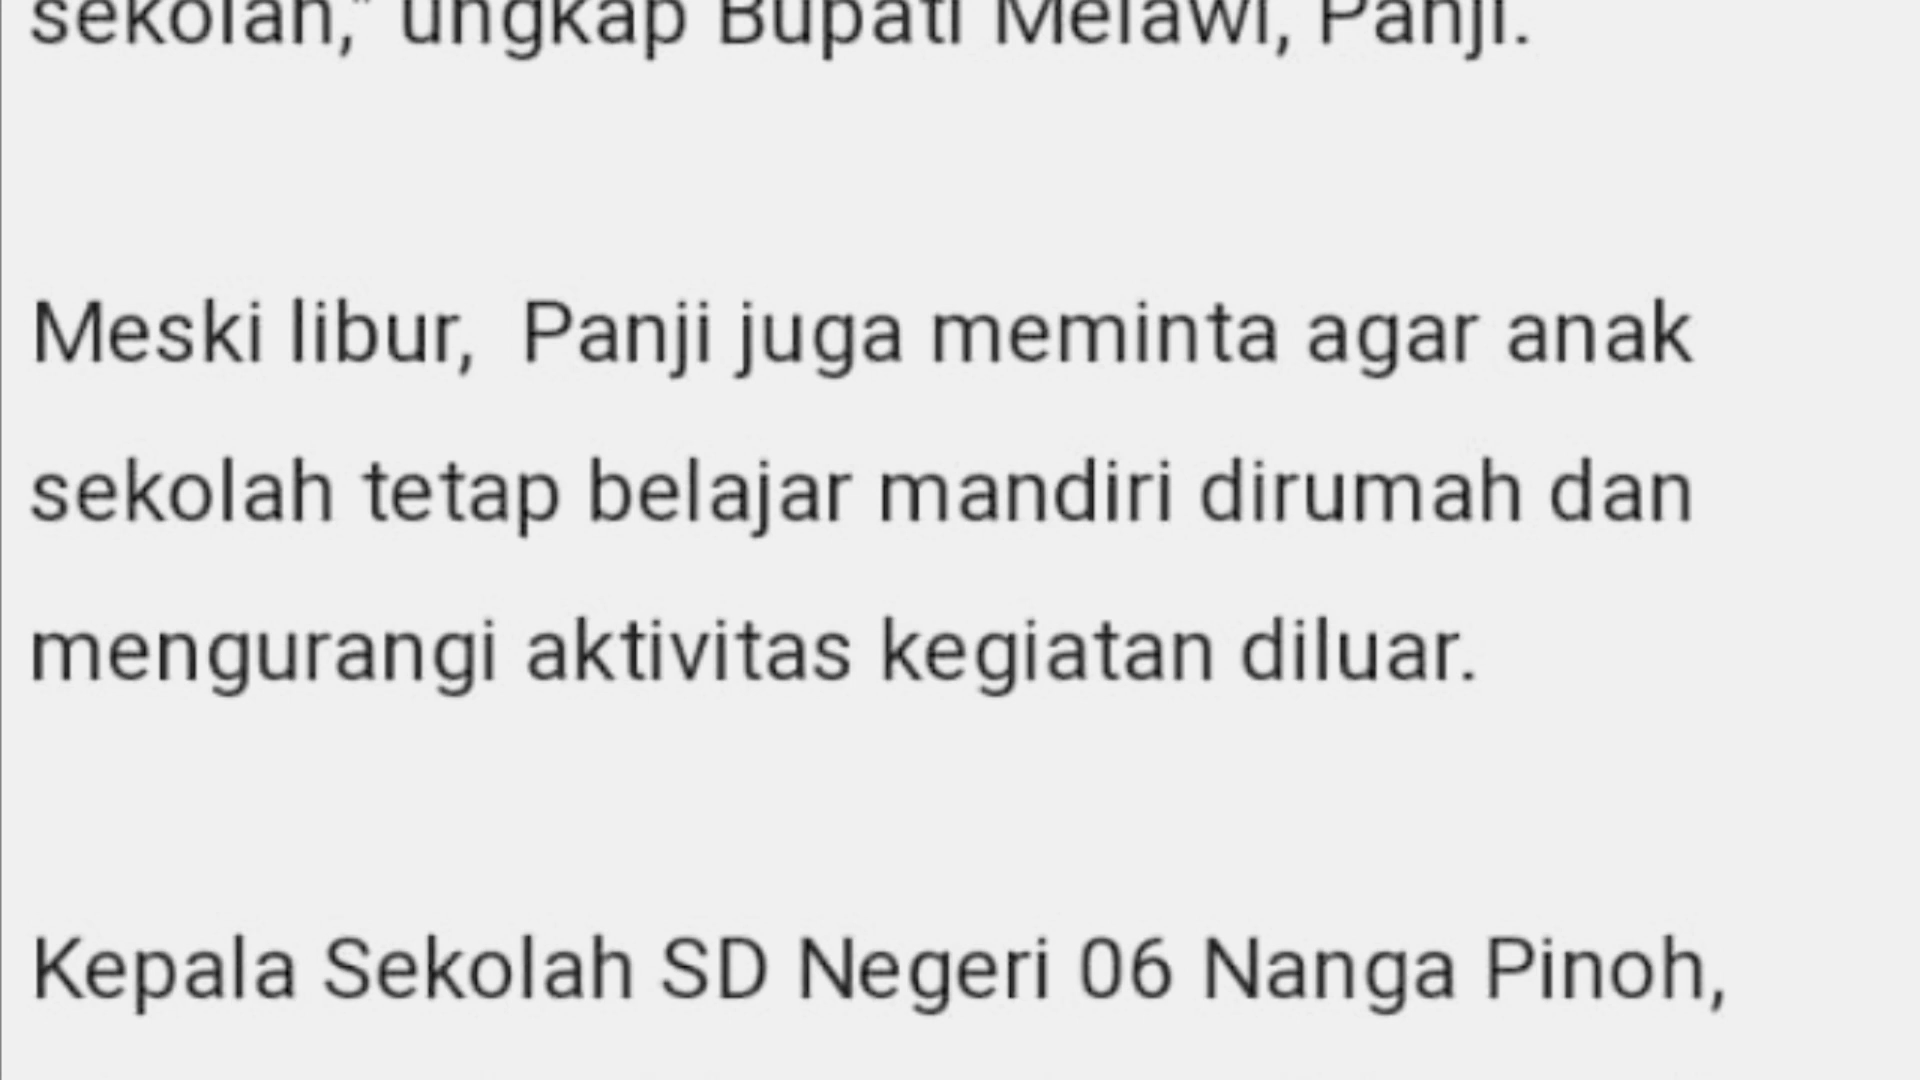 sekolah," ungkap Bupati Melawi, Panji.
Meski libur,  Panji juga meminta agar anak
sekolah tetap belajar mandiri dirumah dan
mengurangi aktivitas kegiatan diluar.
Kepala Sekolah SD Negeri 06 Nanga Pinoh,